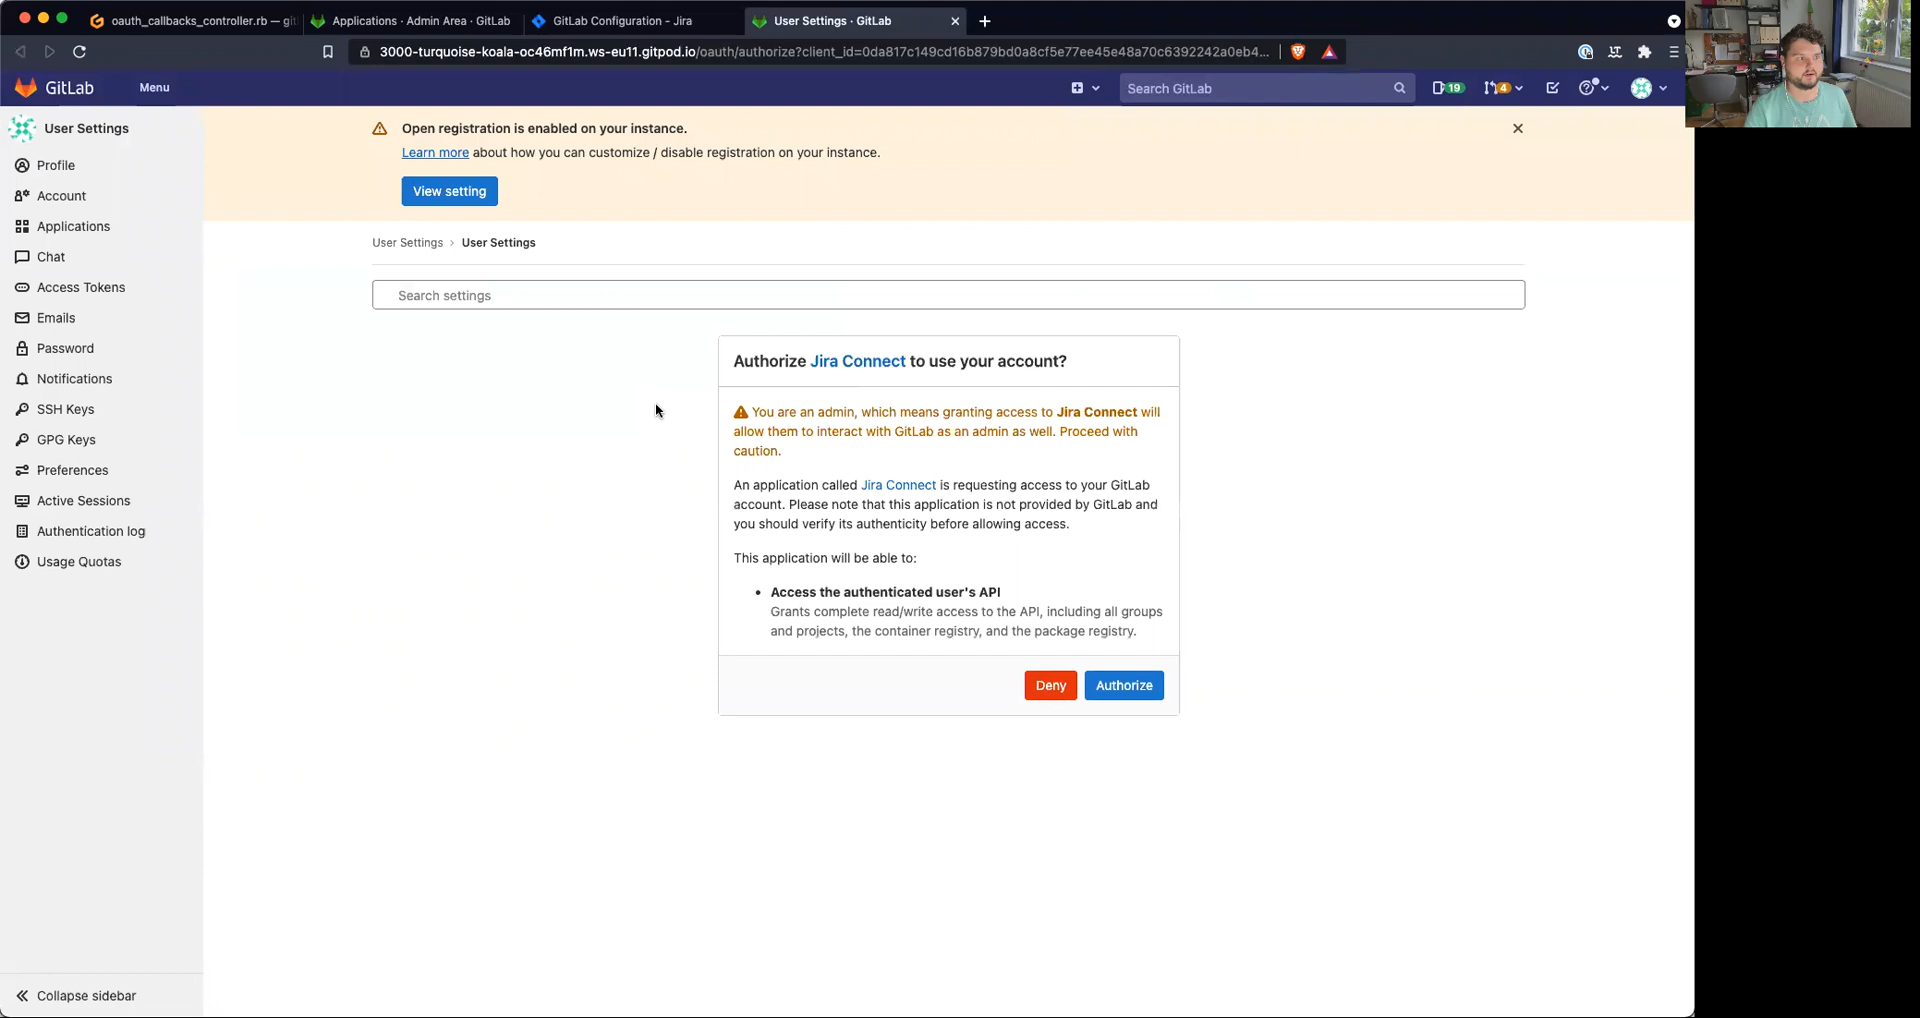 oauth_callbacks_controller.rb — git
Applications · Admin Area · GitLab
GitLab Configuration - Jira
User Settings · GitLab
3000-turquoise-koala-oc46mf1m.ws-eu11.gitpod.io/oauth/authorize?client_id=0da817c149cd16b879bd0a8cf5e77ee45e48a70c6392242a0eb4...
GitLab
Menu
Search GitLab
19
4
User Settings
Profile
Account
Applications
Chat
Access Tokens
Emails
Password
Notifications
SSH Keys
GPG Keys
Preferences
Active Sessions
Authentication log
Usage Quotas
Collapse sidebar
Open registration is enabled on your instance.
Learn more about how you can customize / disable registration on your instance.
View setting
User Settings › User Settings
Search settings
Authorize Jira Connect to use your account?
You are an admin, which means granting access to Jira Connect will
allow them to interact with GitLab as an admin as well. Proceed with
caution.
An application called Jira Connect is requesting access to your GitLab
account. Please note that this application is not provided by GitLab and
you should verify its authenticity before allowing access.
This application will be able to:
• Access the authenticated user's API
Grants complete read/write access to the API, including all groups
and projects, the container registry, and the package registry.
Deny
Authorize